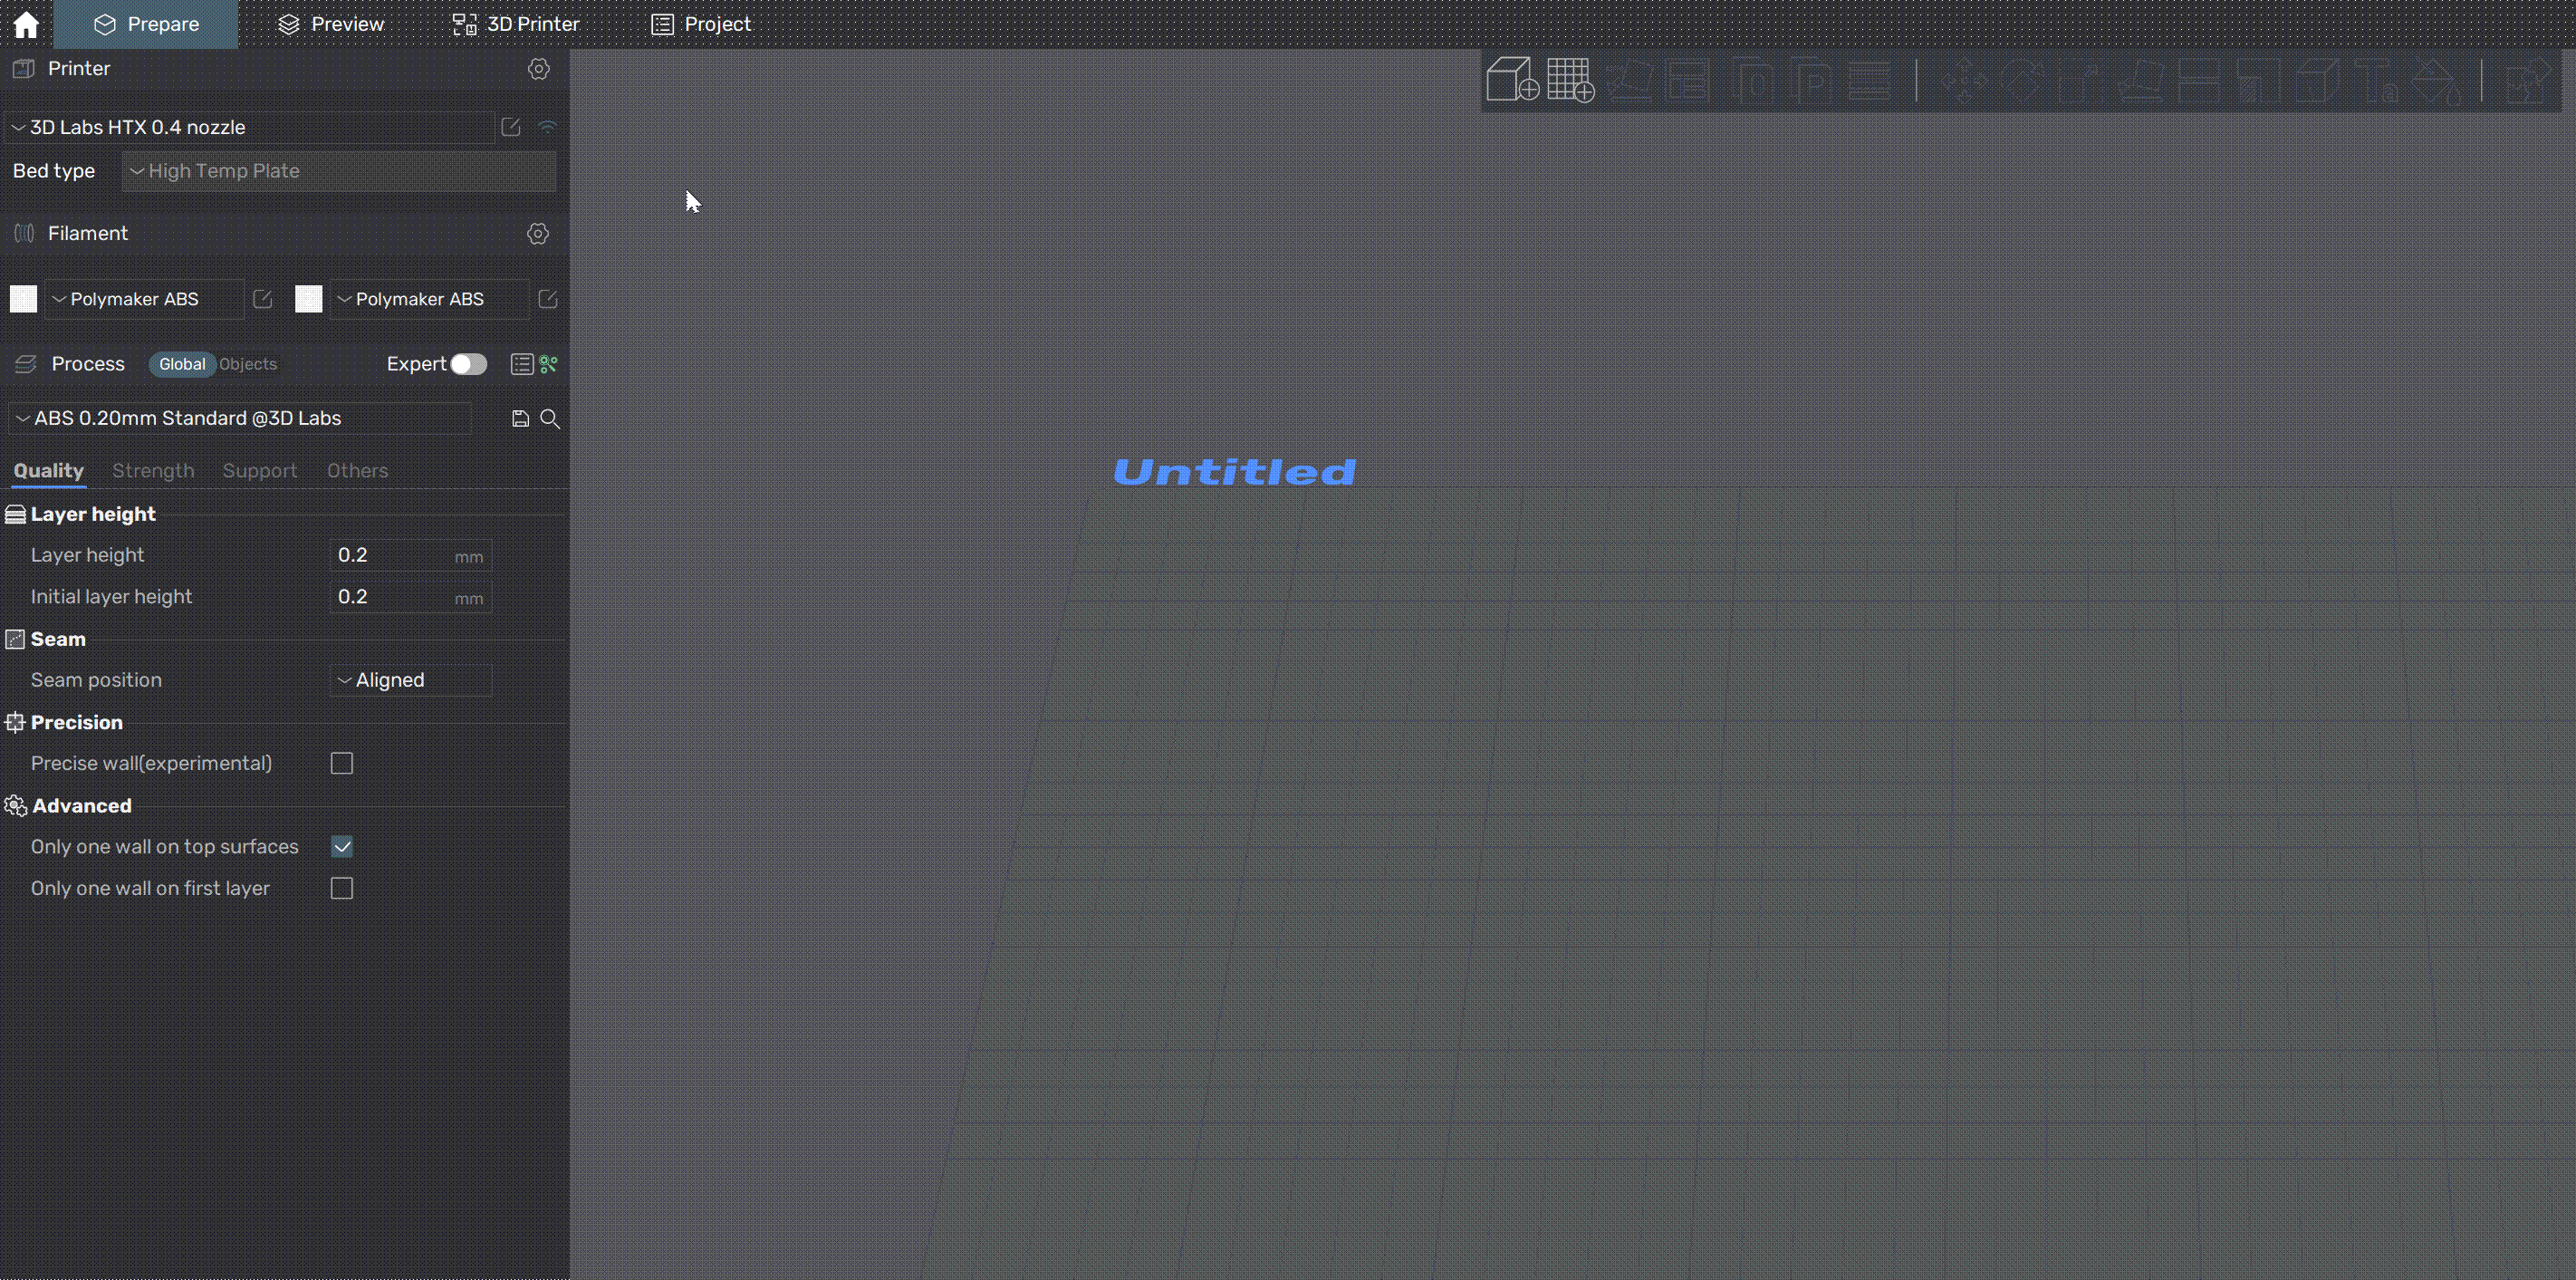 Prepare Preview 3D Printer Project
Printer
3D Labs HTX 0.4 nozzle
Bed type High Temp Plate
Filament
Polymaker ABS Polymaker ABS
Process Global Objects Expert
ABS 0.20mm Standard @3D Labs
Quality Strength Support Others
Untitled
Layer height
Layer height 0.2 mm
Initial layer height 0.2 mm
Seam
Seam position Aligned
Precision
Precise wall(experimental)
Advanced
Only one wall on top surfaces
Only one wall on first layer